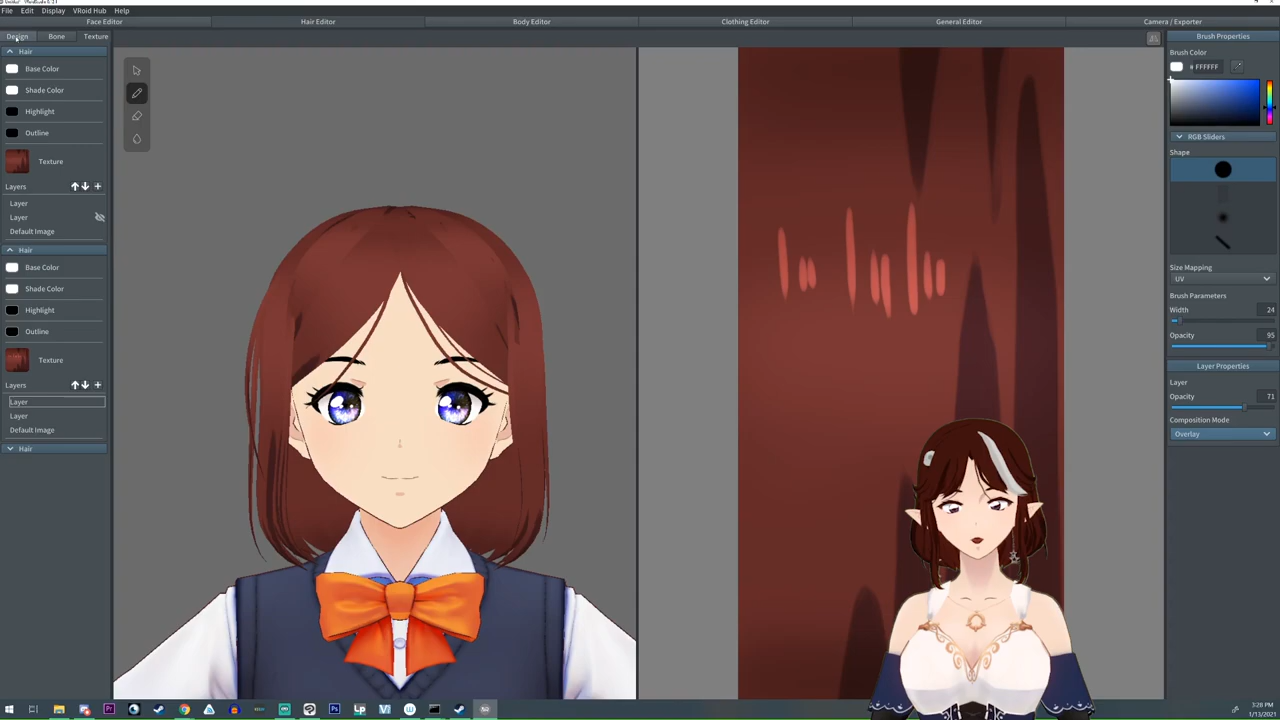 File Edit Display VRoid Hub Help
Face Editor Hair Editor Body Editor Clothing Editor General Editor Camera / Exporter
Design Bone Texture
Hair
Base Color
Shade Color
Highlight
Outline
Texture
Layers
Layer
Layer
Default Image
Hair
Base Color
Shade Color
Highlight
Outline
Texture
Layers
Layer
Layer
Default Image
Hair
Brush Properties
Brush Color
# FFFFFF
RGB Sliders
Shape
Size Mapping
UV
Brush Parameters
Width 24
Opacity 95
Layer Properties
Layer
Opacity 71
Composition Mode
Overlay
3:28 PM
1/13/2021